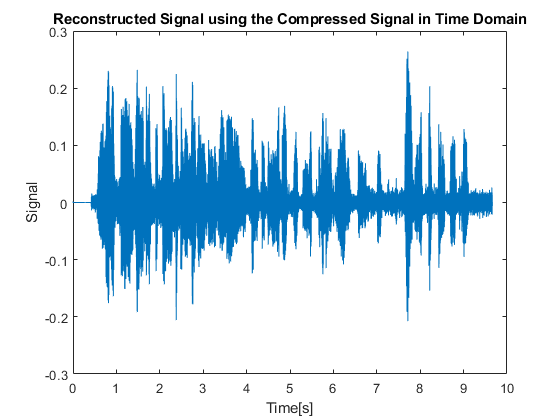 Reconstructed Signal using the Compressed Signal in Time Domain
0.3
0.2
0.1
0
-0.1
-0.2
-0.3
Signal
0 1 2 3 4 5 6 7 8 9 10
Time[s]